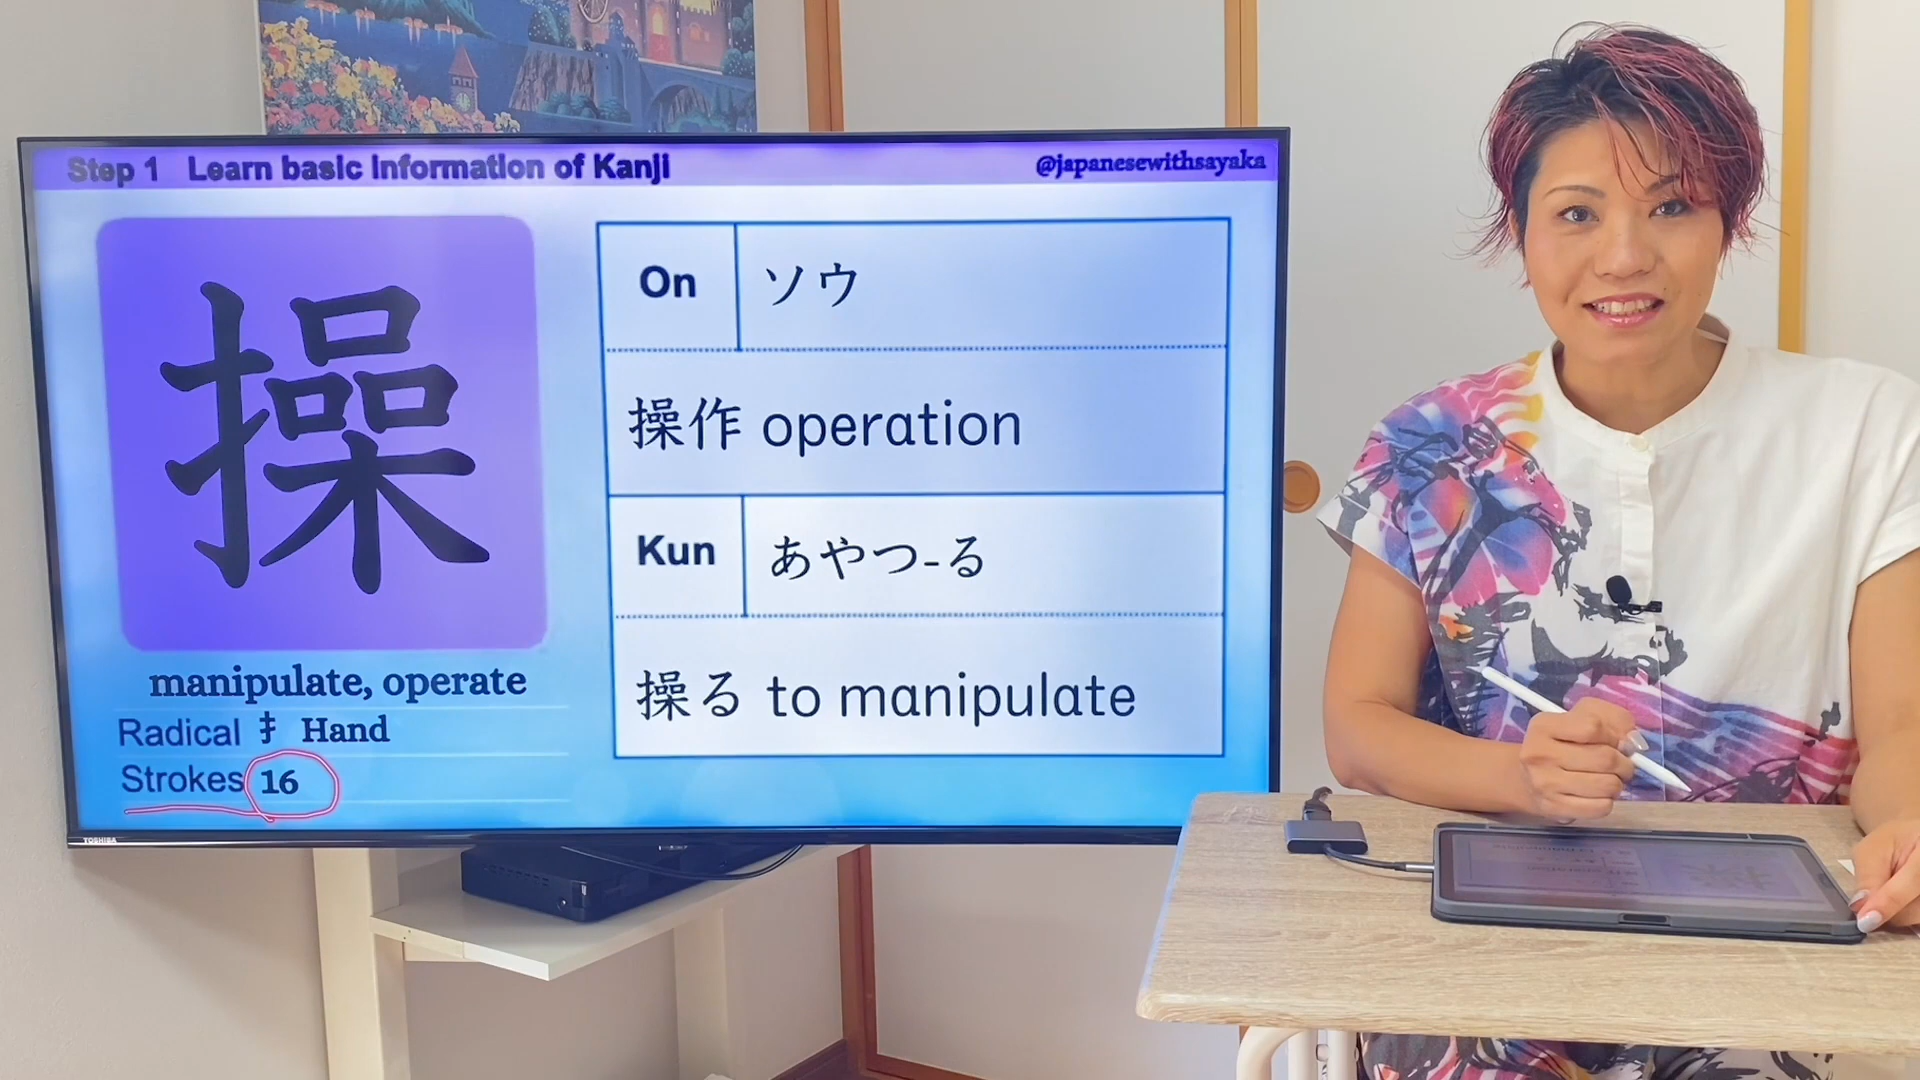 Step 1 Learn basic Information of Kanji
@japanesewithsayaka
操
manipulate, operate
Radical 扌 Hand
Strokes 16
On ソウ
操作 operation
Kun あやつ-る
操る to manipulate
TOSHIBA